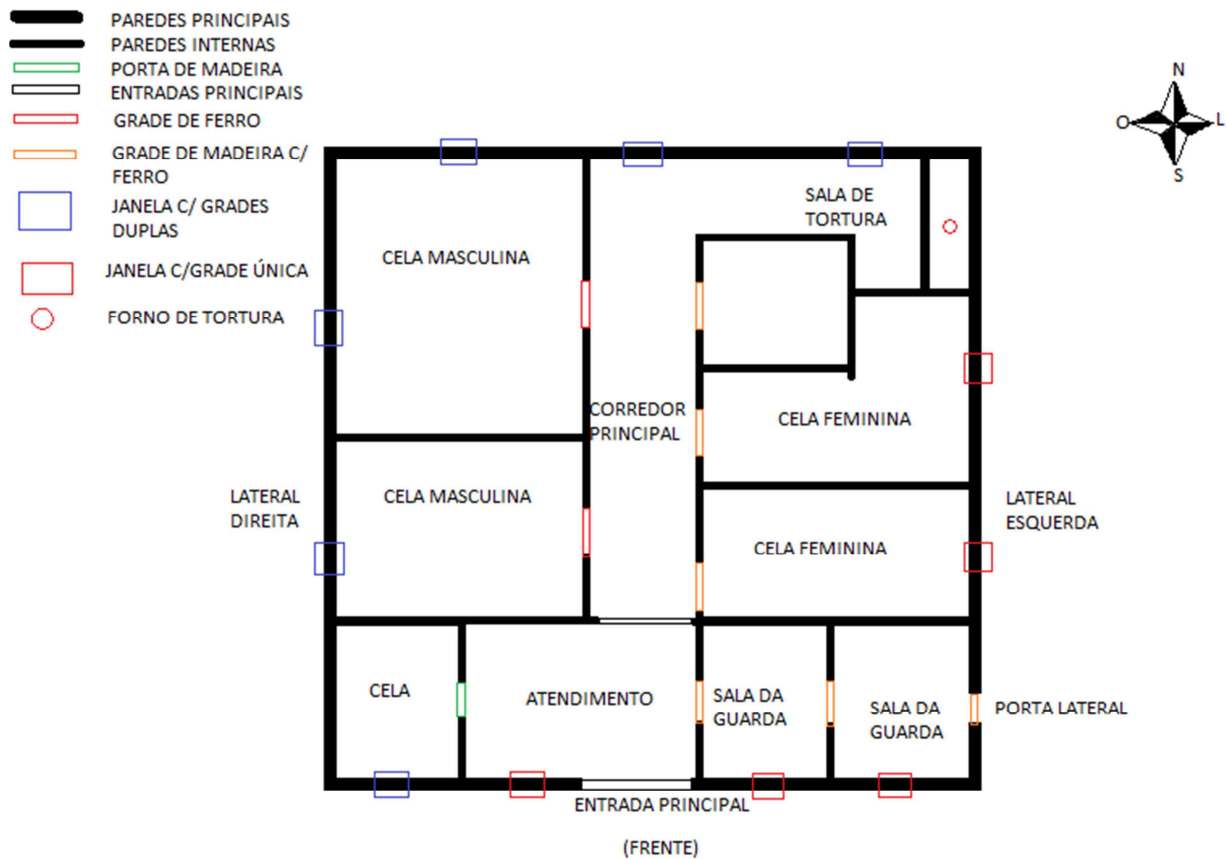 PAREDES PRINCIPAIS
PAREDES INTERNAS
PORTA DE MADEIRA
ENTRADAS PRINCIPAIS
GRADE DE FERRO
GRADE DE MADEIRA C/
FERRO
JANELA C/ GRADES
DUPLAS
JANELA C/GRADE ÚNICA
FORNO DE TORTURA
N
O
L
S
SALA DE
TORTURA
CELA MASCULINA
CORREDOR
PRINCIPAL
CELA FEMININA
CELA MASCULINA
LATERAL
DIREITA
LATERAL
ESQUERDA
CELA FEMININA
CELA
ATENDIMENTO
SALA DA
GUARDA
SALA DA
GUARDA
PORTA LATERAL
ENTRADA PRINCIPAL
(FRENTE)